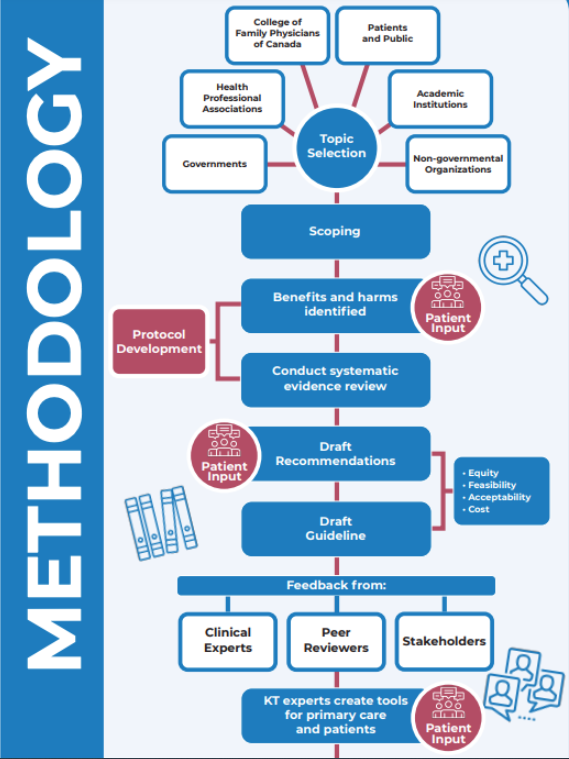 METHODOLOGY
College of
Family Physicians
of Canada
Patients
and Public
Health
Professional
Associations
Academic
Institutions
Governments
Topic
Selection
Non-governmental
Organizations
Scoping
Benefits and harms
identified
Patient
Input
Protocol
Development
Conduct systematic
evidence review
Draft
Recommendations
Patient
Input
• Equity
• Feasibility
• Acceptability
• Cost
Draft
Guideline
Feedback from:
Clinical
Experts
Peer
Reviewers
Stakeholders
KT experts create tools
for primary care
and patients
Patient
Input